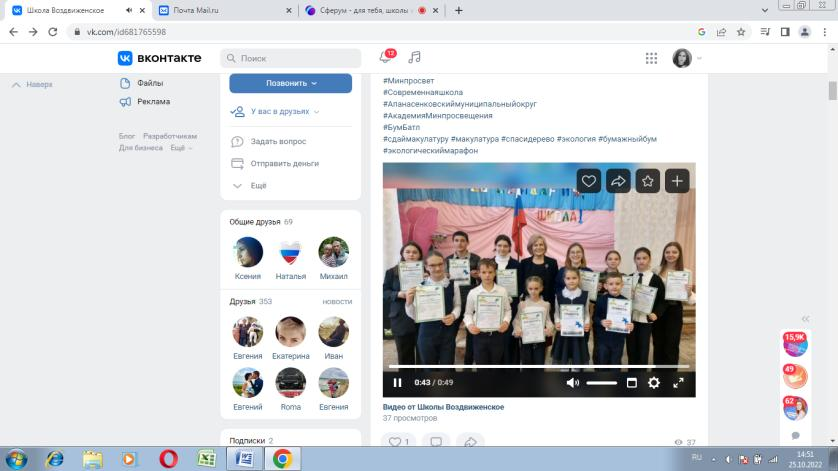 Школа Воздвиженское
Почта Mail.ru
Сферум – для тебя, школы и
vk.com/id681765598
вконтакте
Поиск
12
Наверх
Файлы
Реклама
Блог Разработчикам
Для бизнеса Ещё
Позвонить
У вас в друзьях
Задать вопрос
Отправить деньги
Ещё
Общие друзья 69
Ксения Наталья Михаил
Друзья 353 новости
Евгения Екатерина Иван
Евгений Roma Евгения
Подписки 2
#Минпросвет
#Современнаяшкола
#Апанасенковскиймуниципальныйокруг
#АкадемияМинпросвещения
#БумБатл
#сдаймакулатуру #макулатура #спасидерево #экология #бумажныйбум
#экологическиймарафон
ШКОЛА!
0:43 / 0:49
Видео от Школы Воздвиженское
37 просмотров
1
37
15,9K
49
62
RU
14:51
25.10.2022